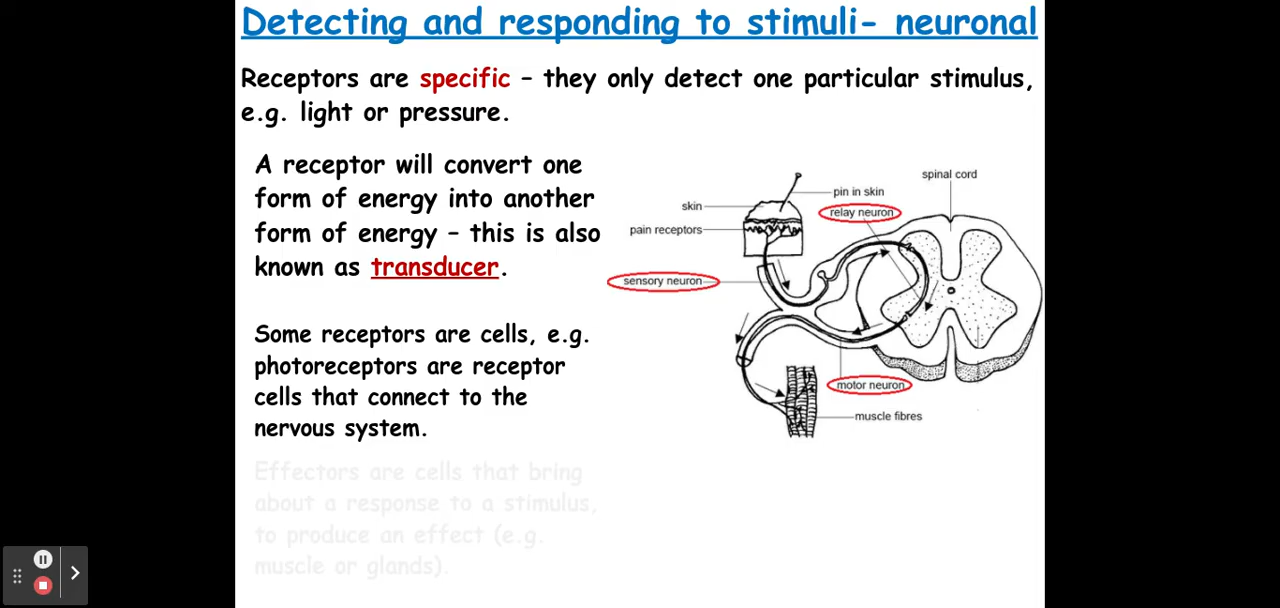 Detecting and responding to stimuli- neuronal
Receptors are specific – they only detect one particular stimulus,
e.g. light or pressure.
A receptor will convert one
form of energy into another
form of energy – this is also
known as transducer.
Some receptors are cells, e.g.
photoreceptors are receptor
cells that connect to the
nervous system.
Effectors are cells that bring
about a response to a stimulus,
to produce an effect (e.g.
muscle or glands).
spinal cord
pin in skin
skin
relay neuron
pain receptors
sensory neuron
motor neuron
muscle fibres